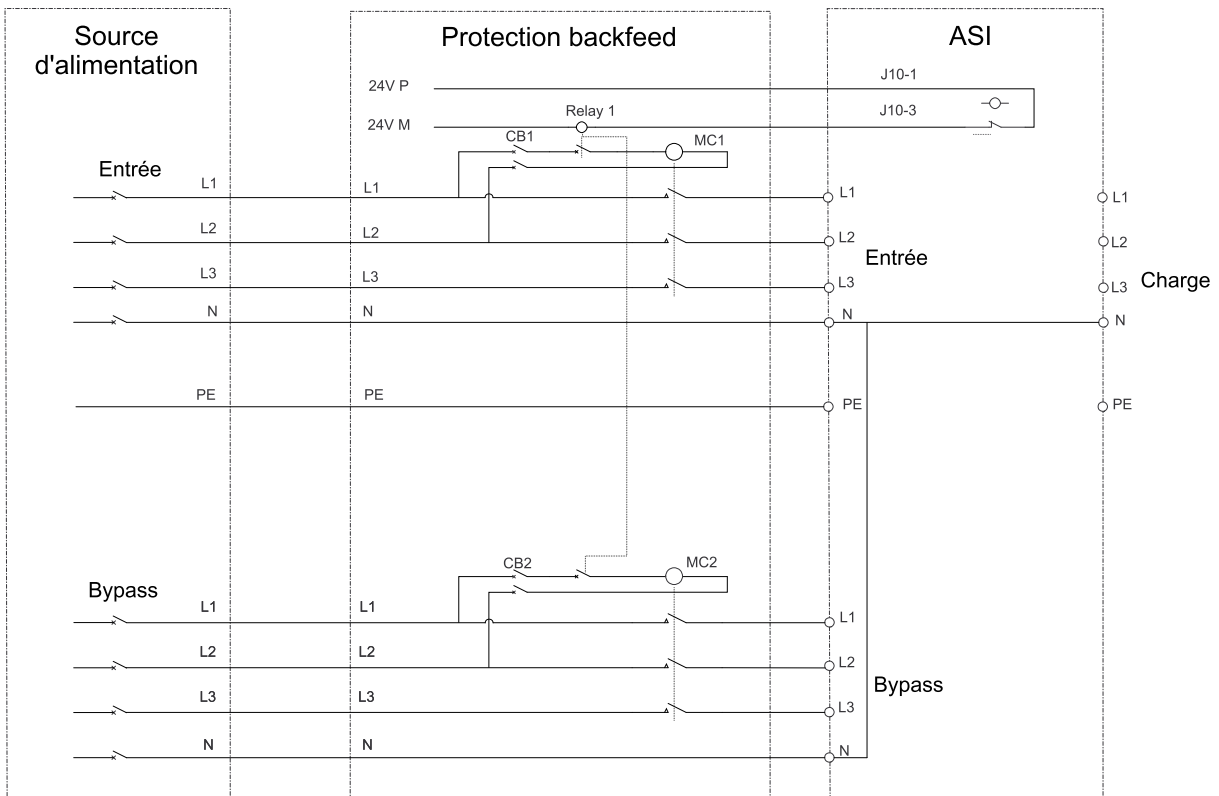 Source
d'alimentation
Protection backfeed
ASI
24V P
J10-1
24V M
Relay 1
J10-3
CB1
MC1
Entrée
L1
L1
L1
L1
L2
L2
L2
L2
Entrée
L3
L3
L3
L3
Charge
N
N
N
N
PE
PE
PE
PE
CB2
MC2
Bypass
L1
L1
L1
L2
L2
L2
Bypass
L3
L3
L3
N
N
N